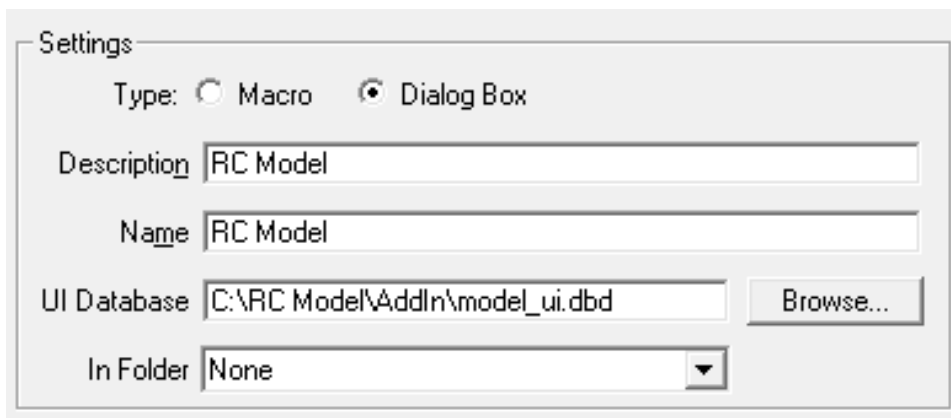 Settings
Type: Macro Dialog Box
Description RC Model
Name RC Model
UI Database C:\RC Model\AddIn\model_ui.dbd Browse...
In Folder None